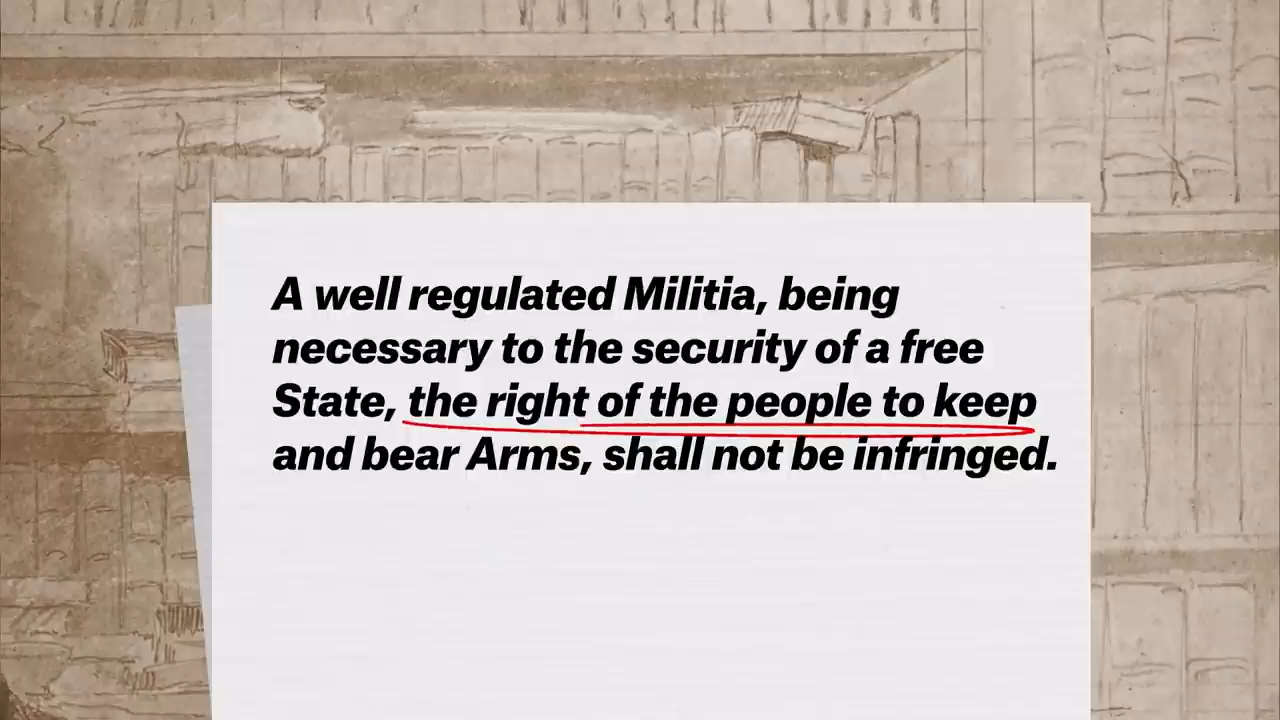 A well regulated Militia, being
necessary to the security of a free
State, the right of the people to keep
and bear Arms, shall not be infringed.